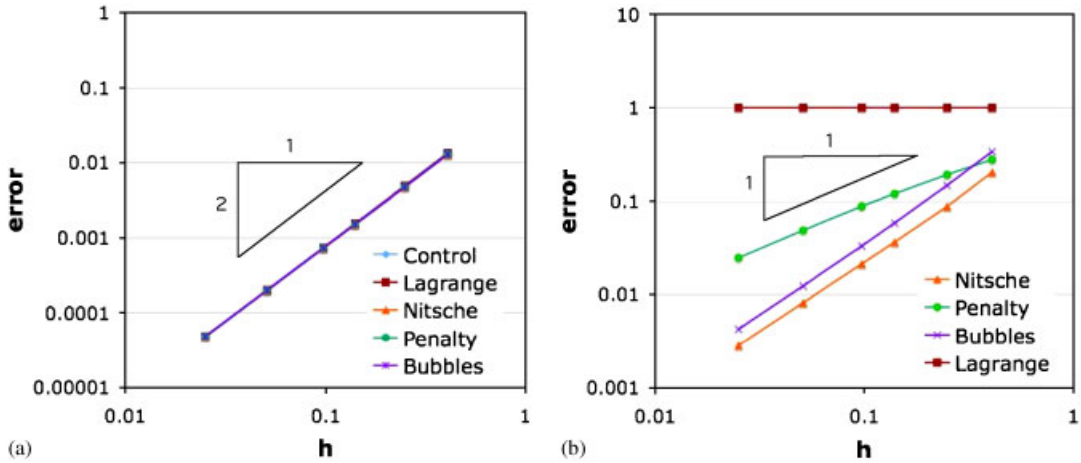 1
0.1
0.01
0.001
0.0001
0.00001
error
1
2
Control
Lagrange
Nitsche
Penalty
Bubbles
0.01
0.1
1
h
(a)
10
1
0.1
0.01
0.001
error
1
1
Nitsche
Penalty
Bubbles
Lagrange
0.01
0.1
1
h
(b)